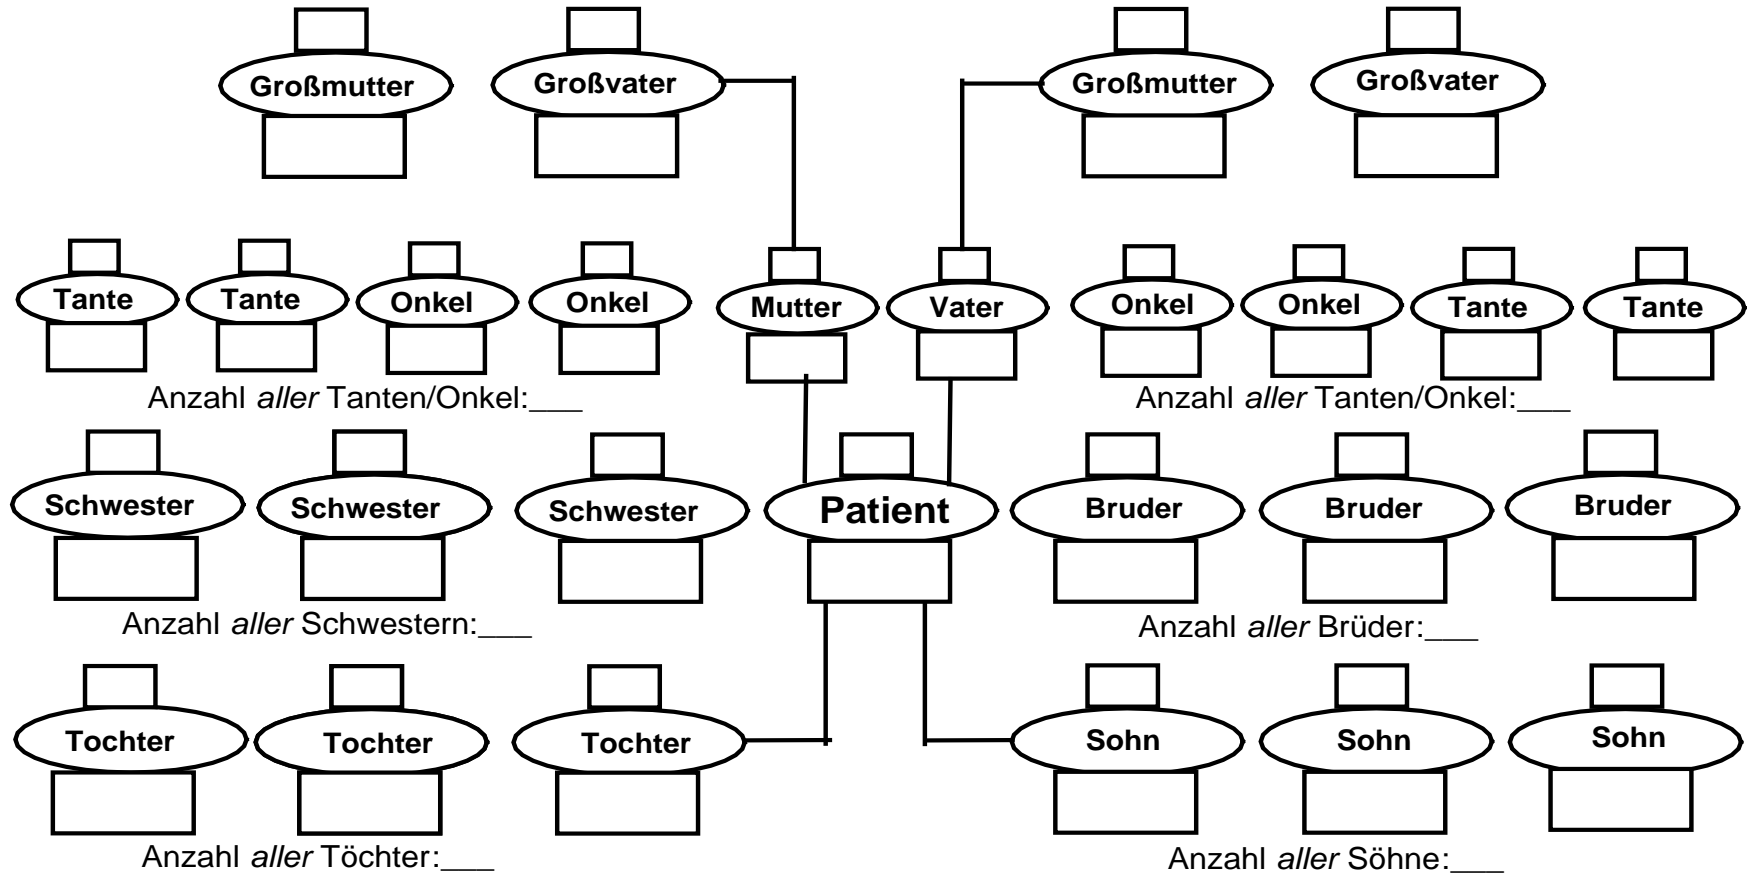 Großmutter Großvater Großmutter Großvater
Tante Tante Onkel Onkel Mutter Vater Onkel Onkel Tante Tante
Anzahl aller Tanten/Onkel:___ Anzahl aller Tanten/Onkel:___
Schwester Schwester Schwester Patient Bruder Bruder Bruder
Anzahl aller Schwestern:___ Anzahl aller Brüder:___
Tochter Tochter Tochter Sohn Sohn Sohn
Anzahl aller Töchter:___ Anzahl aller Söhne:___